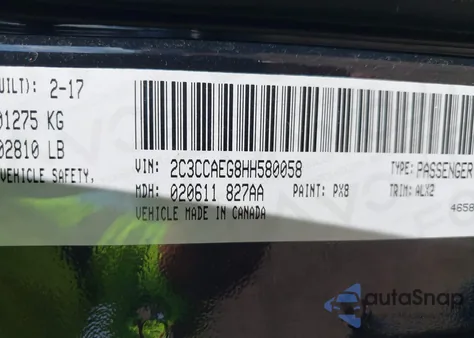 UILT): 2-17
01275 KG
02810 LB
VEHICLE SAFETY,
VIN: 2C3CCAEG8HH580058 TYPE: PASSENGER
MDH: 020611 827AA PAINT: PX8 TRIM: ALX2
VEHICLE MADE IN CANADA 4658
autoSnap